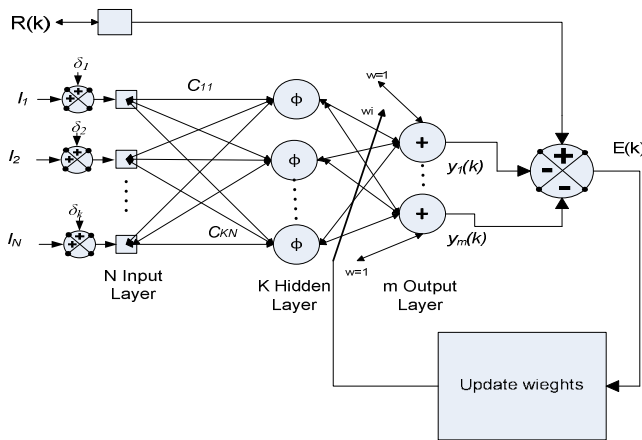 R(k)
δ1
I1
C11
ϕ
w=1
wi
+
y1(k)
E(k)
δ2
I2
ϕ
δk
IN
CKN
ϕ
+
ym(k)
w=1
N Input
Layer
K Hidden
Layer
m Output
Layer
Update wieghts